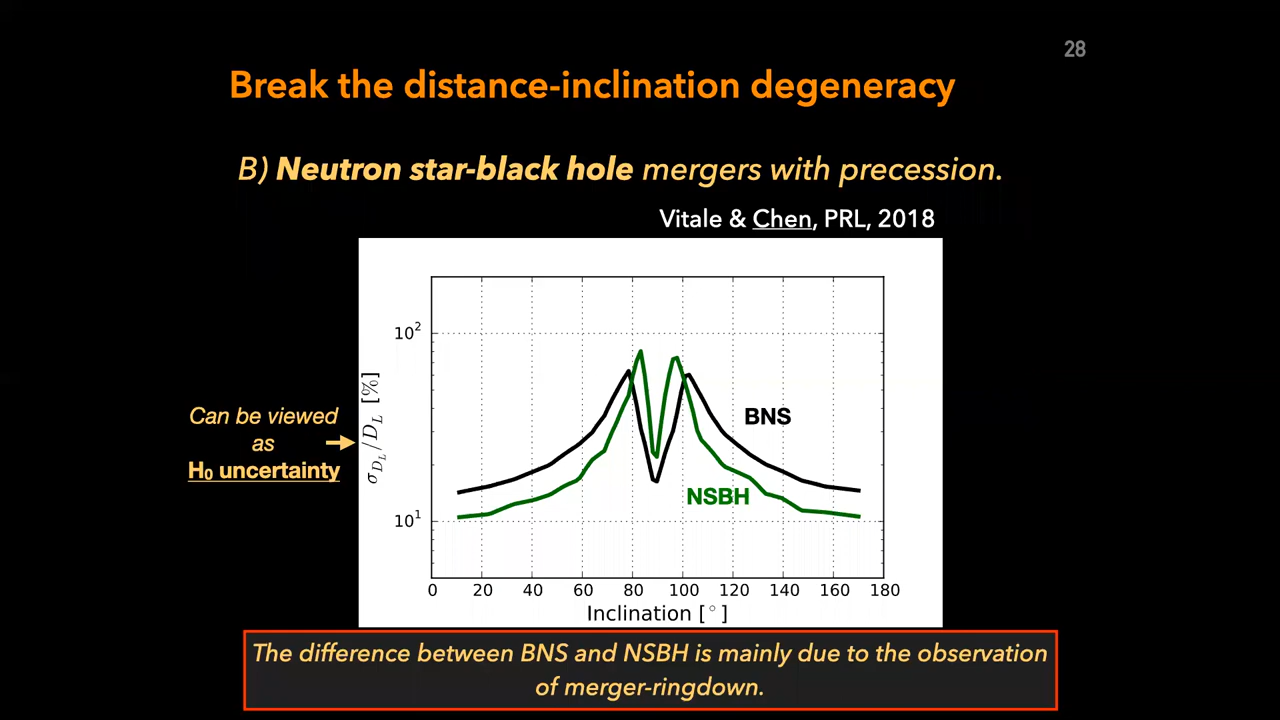 28
Break the distance-inclination degeneracy
B) Neutron star-black hole mergers with precession.
Vitale & Chen, PRL, 2018
Can be viewed
as
H₀ uncertainty
σ_{D_L}/D_L [%]
10²
10¹
BNS
NSBH
0 20 40 60 80 100 120 140 160 180
Inclination [°]
The difference between BNS and NSBH is mainly due to the observation
of merger-ringdown.